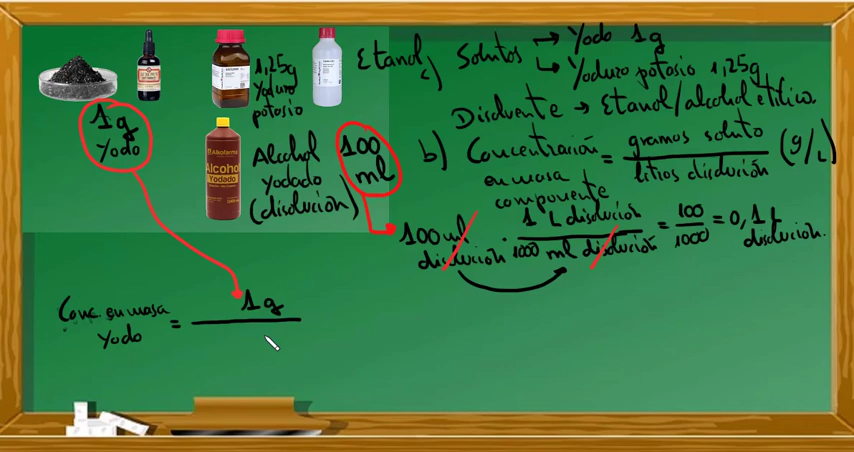 1g
Yodo
1,25g
Yoduro
potasio
Etanol
Alkofarma
Alcohol
Yodado
Alcohol
yodado
(disolución)
100
ml
c) Solutos → Yodo 1g
↳ Yoduro potasio 1,25g
Disolvente → Etanol/alcohol etílico.
b) Concentración
en masa
componente
= gramos soluto
litros disolución
(g/L)
100 ml
disolución
· 1 L disolución
1000 ml disolución
= 100
1000
= 0,1 L
disolución.
Conc. en masa
Yodo
= 1g